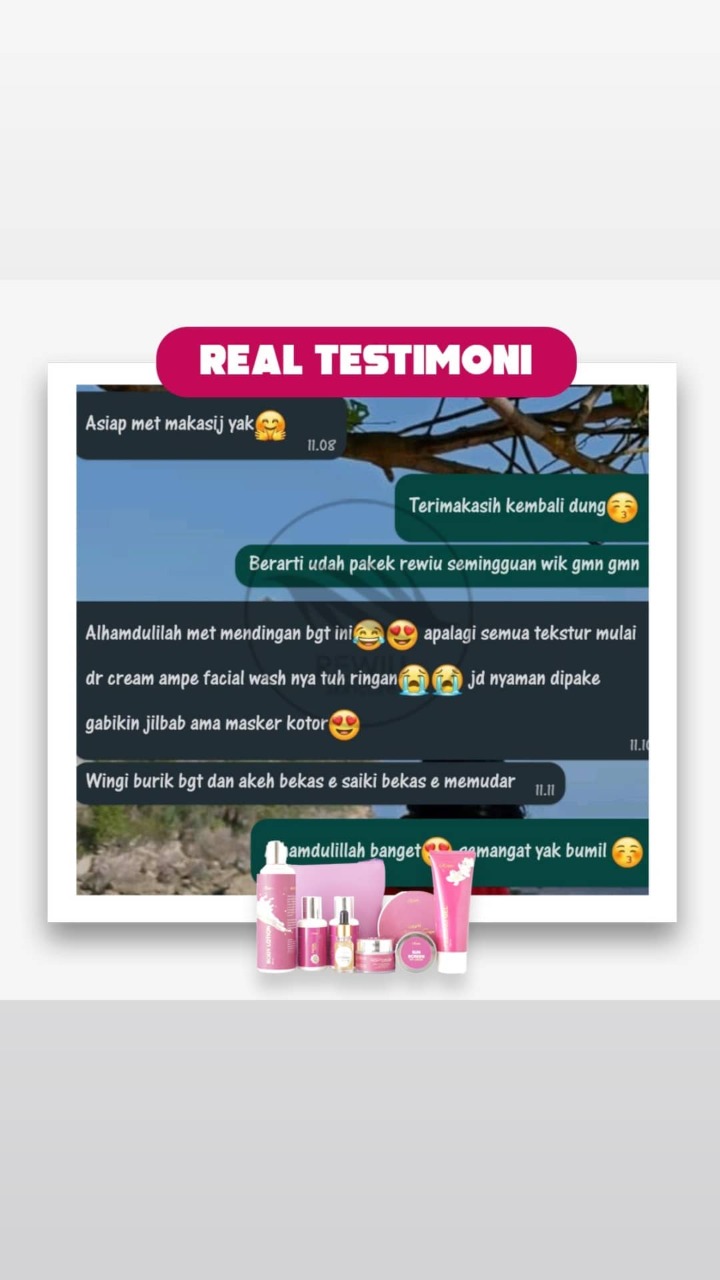 REAL TESTIMONI
Asiap met makasij yak🤗
11.08
Terimakasih kembali dung😚
Berarti udah pakek rewiu semingguan wik gmn gmn
Alhamdulilah met mendingan bgt ini😂😍 apalagi semua tekstur mulai
dr cream ampe facial wash nya tuh ringan😭😭 jd nyaman dipake
gabikin jilbab ama masker kotor😍
Wingi burik bgt dan akeh bekas e saiki bekas e memudar
11.11
banget😍 semangat yak bumil 😚
REWIU
BODY LOTION